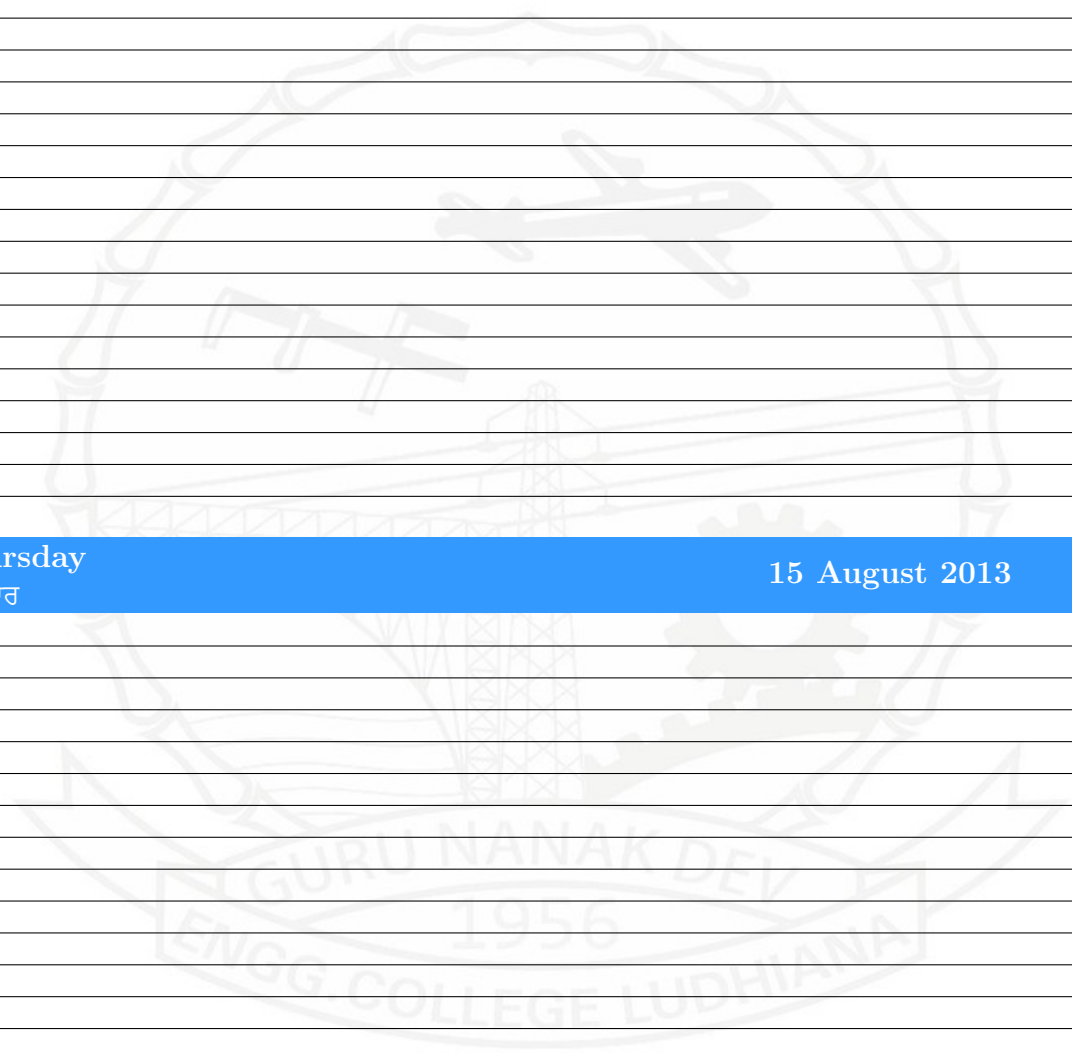 rsday
15 August 2013
ਾਰ
GURU NANAK DEV
1956
ENGG. COLLEGE LUDHIANA